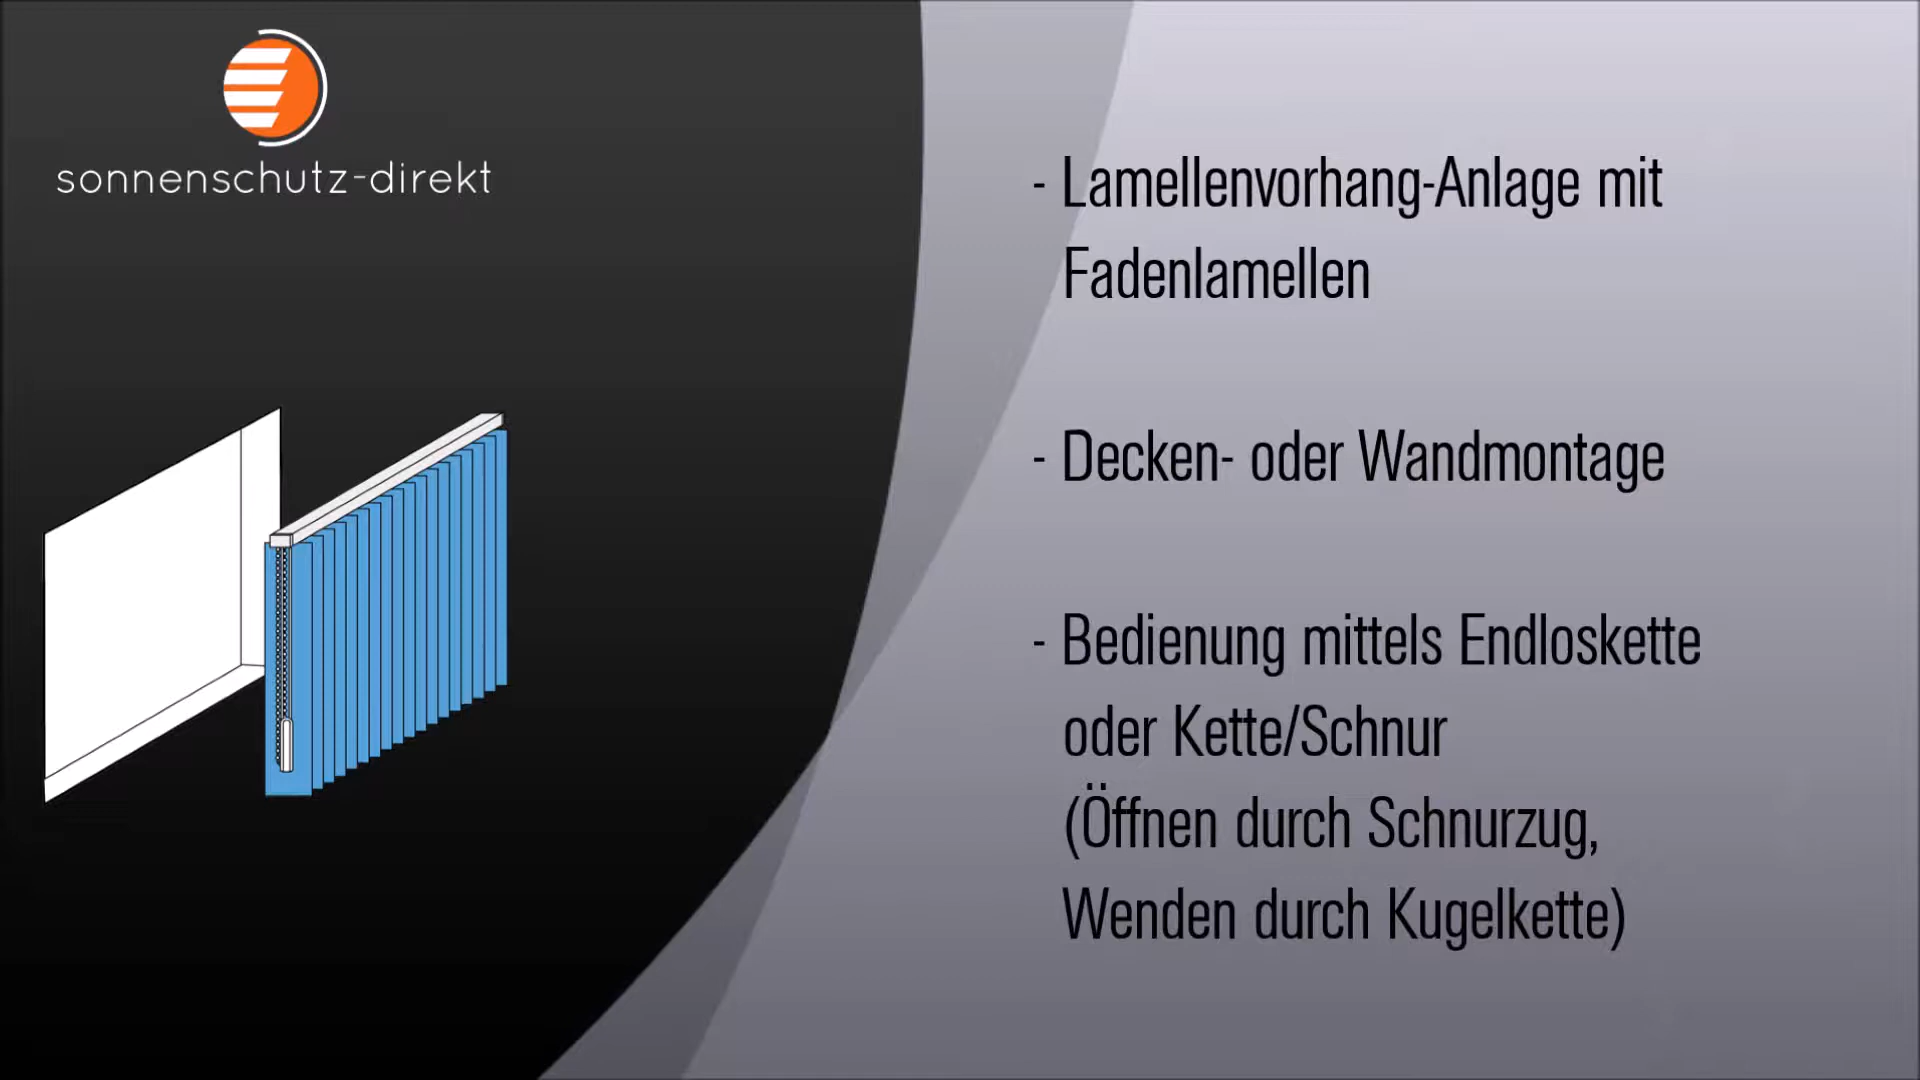 sonnenschutz-direkt
- Lamellenvorhang-Anlage mit
Fadenlamellen
- Decken- oder Wandmontage
- Bedienung mittels Endloskette
oder Kette/Schnur
(Öffnen durch Schnurzug,
Wenden durch Kugelkette)